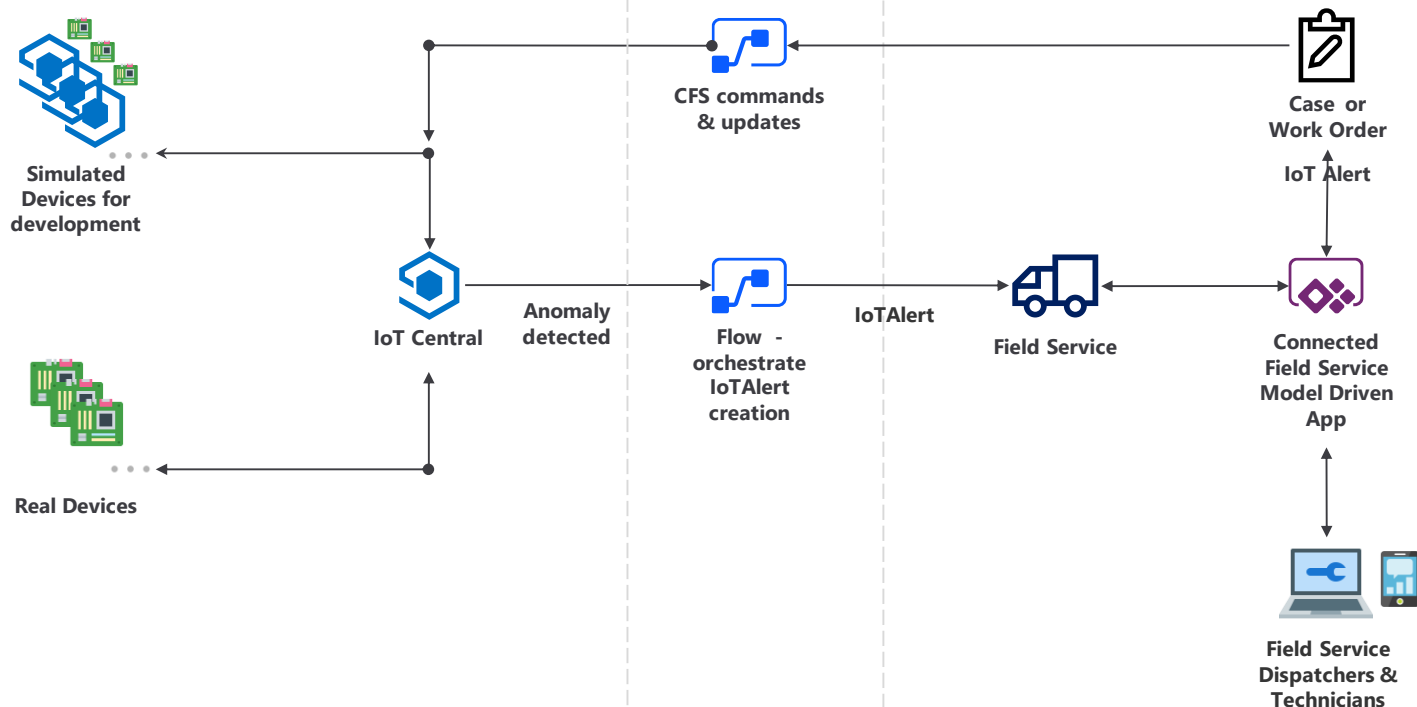 CFS commands
& updates
Case or
Work Order
IoT Alert
Simulated
Devices for
development
IoT Central
Anomaly
detected
Flow -
orchestrate
IoTAlert
creation
IoTAlert
Field Service
Connected
Field Service
Model Driven
App
Real Devices
Field Service
Dispatchers &
Technicians